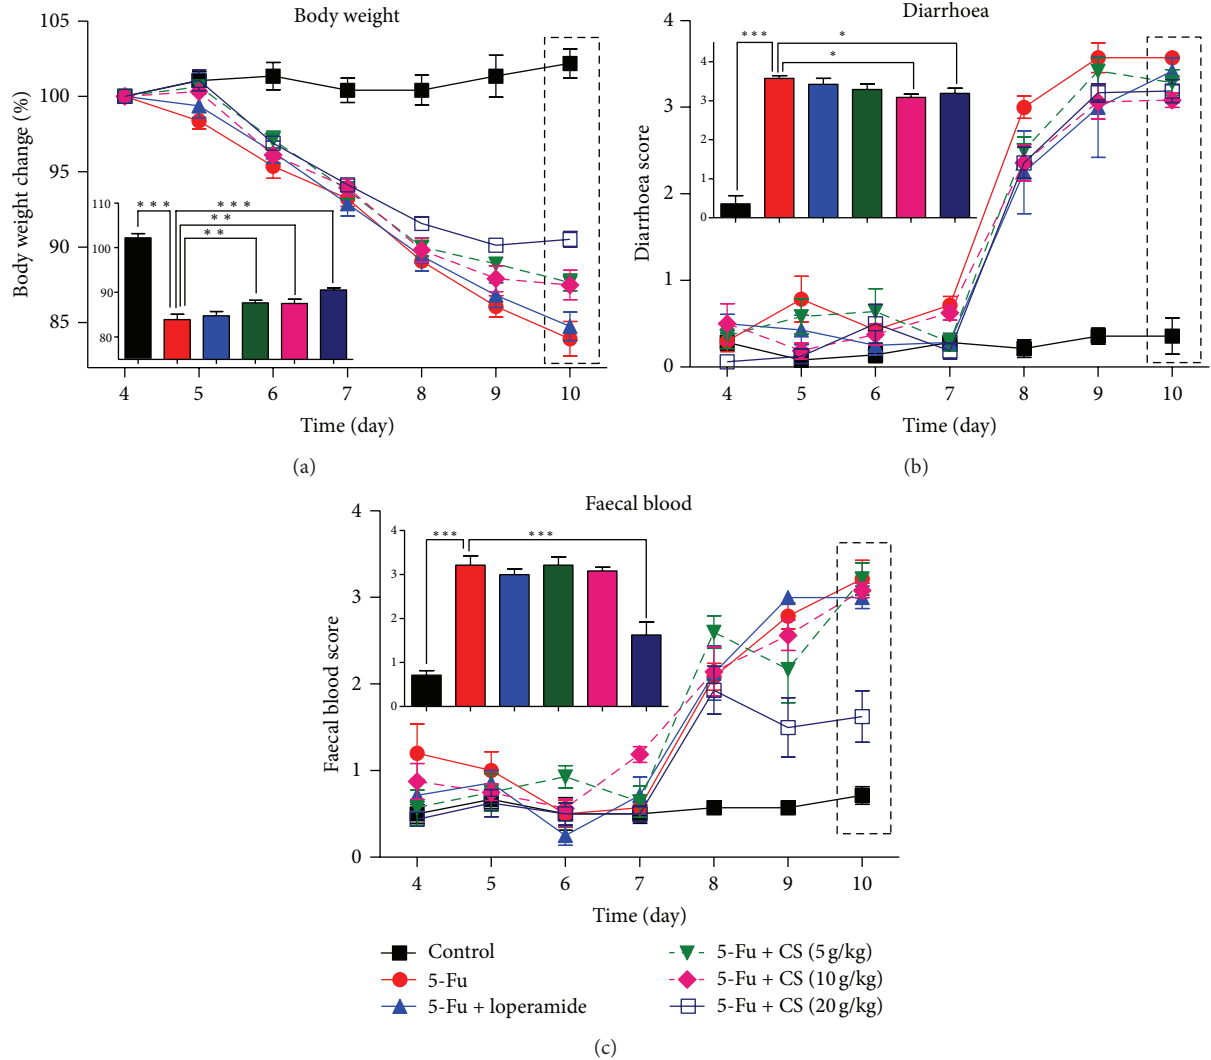 Body weight
Body weight change (%)
105
100
95
90
85
110
100
90
80
* * *
* * *
* *
* *
4 5 6 7 8 9 10
Time (day)
(a)
Diarrhoea
Diarrhoea score
4
3
2
1
0
4
3
2
1
0
* * *
*
*
4 5 6 7 8 9 10
Time (day)
(b)
Faecal blood
Faecal blood score
4
3
2
1
0
4
3
2
1
0
* * *
* * *
4 5 6 7 8 9 10
Time (day)
Control
5-Fu
5-Fu + loperamide
5-Fu + CS (5 g/kg)
5-Fu + CS (10 g/kg)
5-Fu + CS (20 g/kg)
(c)